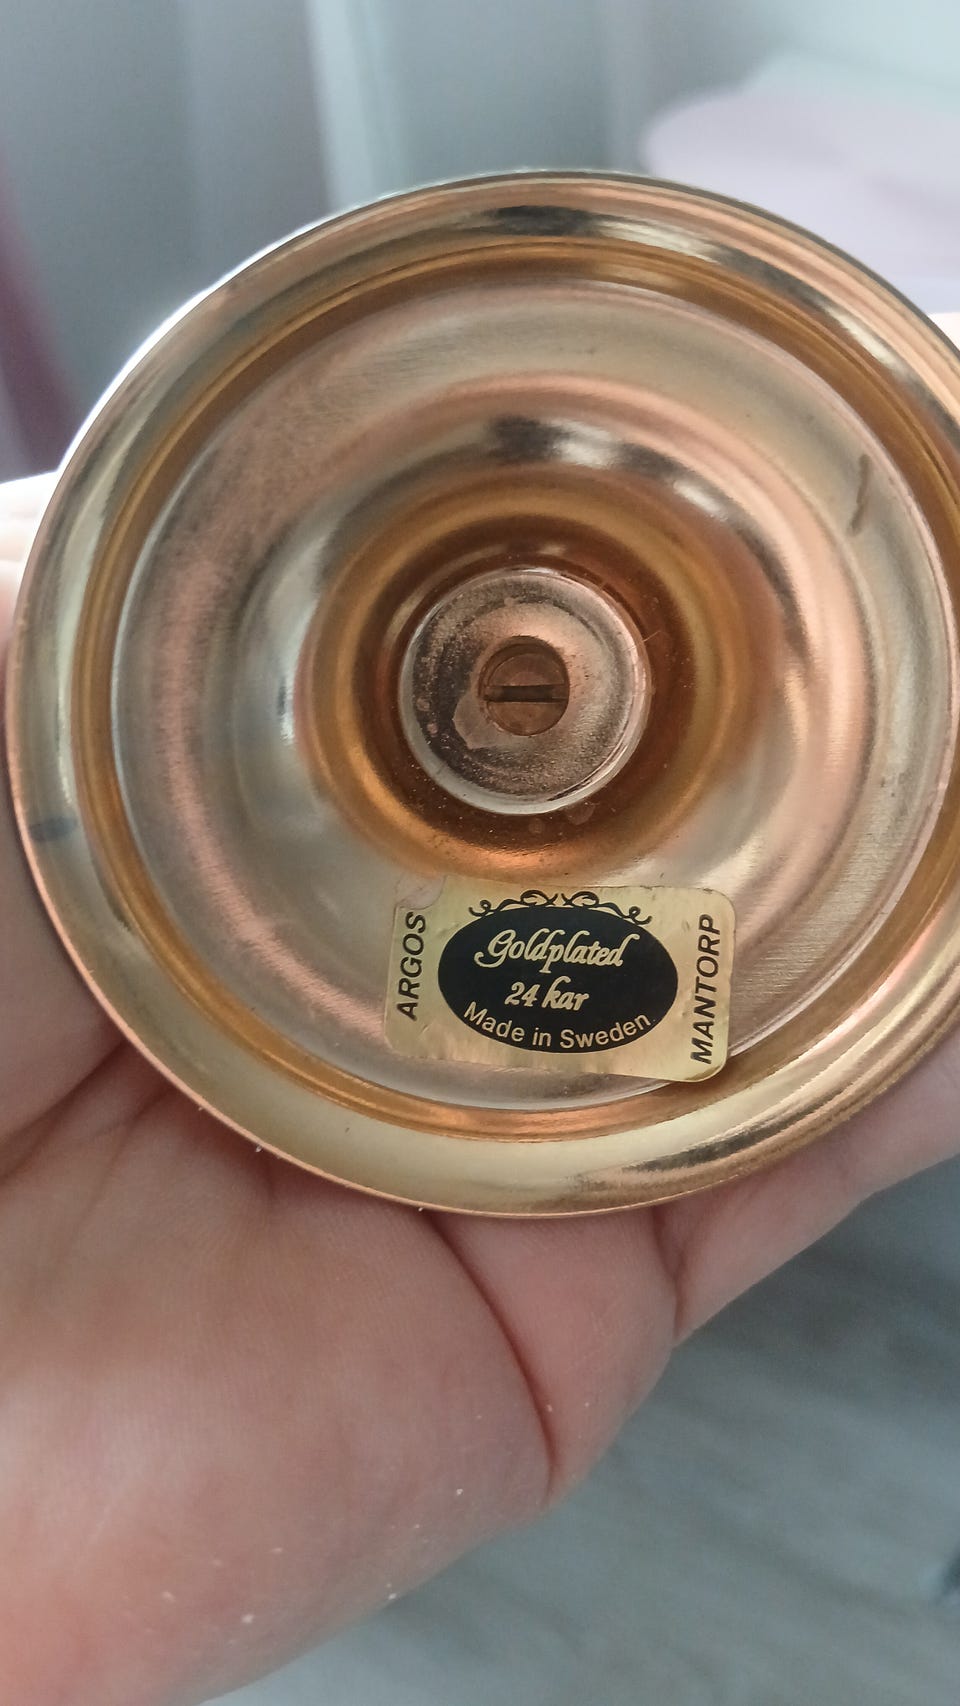 ARGOS
Goldplated
24 kar
Made in Sweden
MANTORP